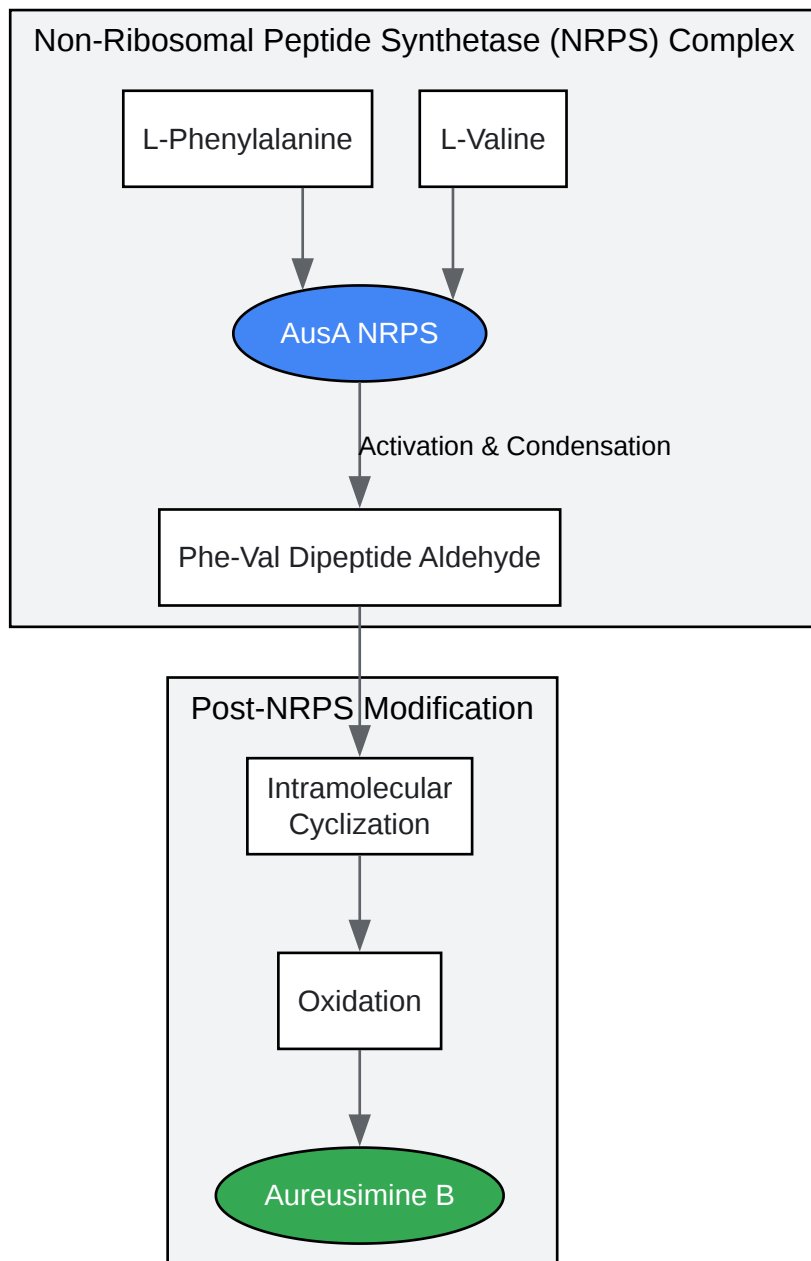 Non-Ribosomal Peptide Synthetase (NRPS) Complex
L-Phenylalanine
L-Valine
AusA NRPS
Activation & Condensation
Phe-Val Dipeptide Aldehyde
Post-NRPS Modification
Intramolecular
Cyclization
Oxidation
Aureusimine B